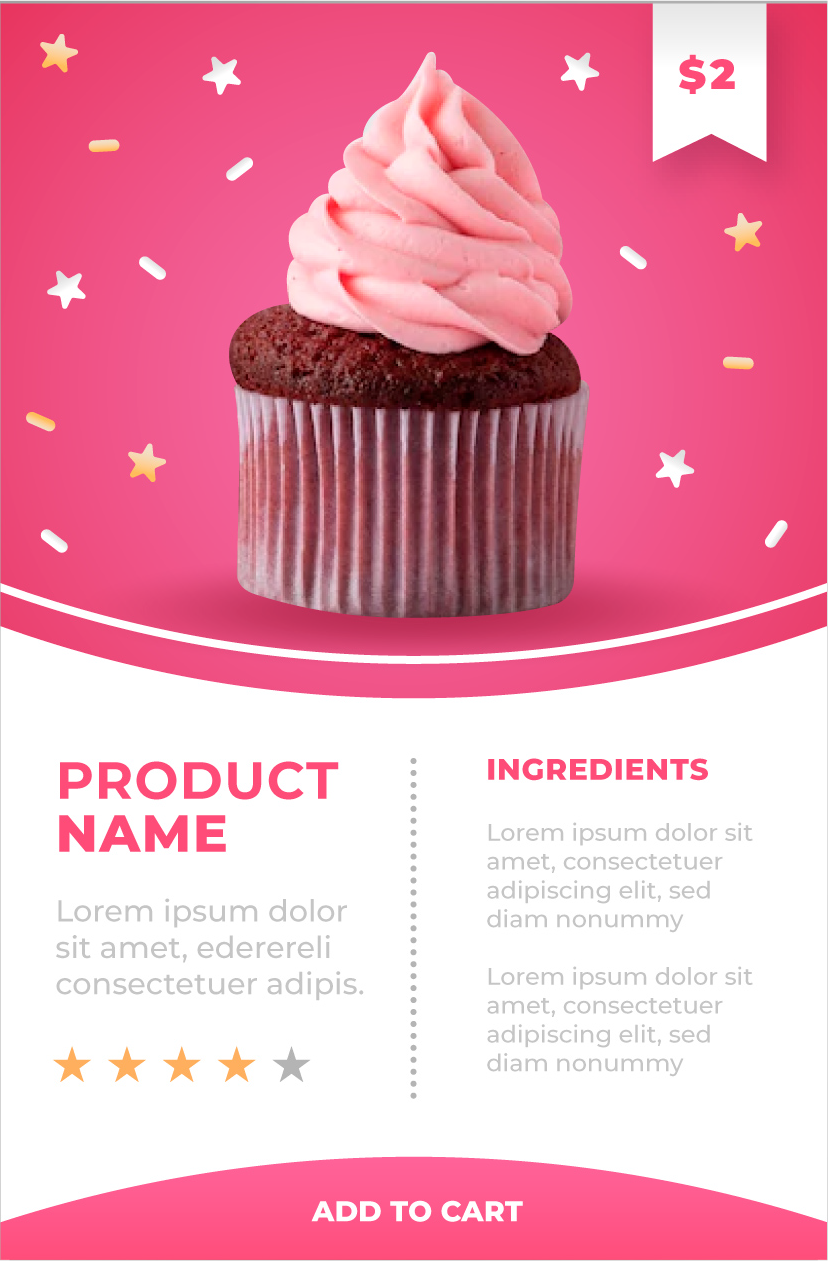 $2
PRODUCT
NAME
Lorem ipsum dolor
sit amet, ederereli
consectetuer adipis.
INGREDIENTS
Lorem ipsum dolor sit
amet, consectetuer
adipiscing elit, sed
diam nonummy
Lorem ipsum dolor sit
amet, consectetuer
adipiscing elit, sed
diam nonummy
ADD TO CART